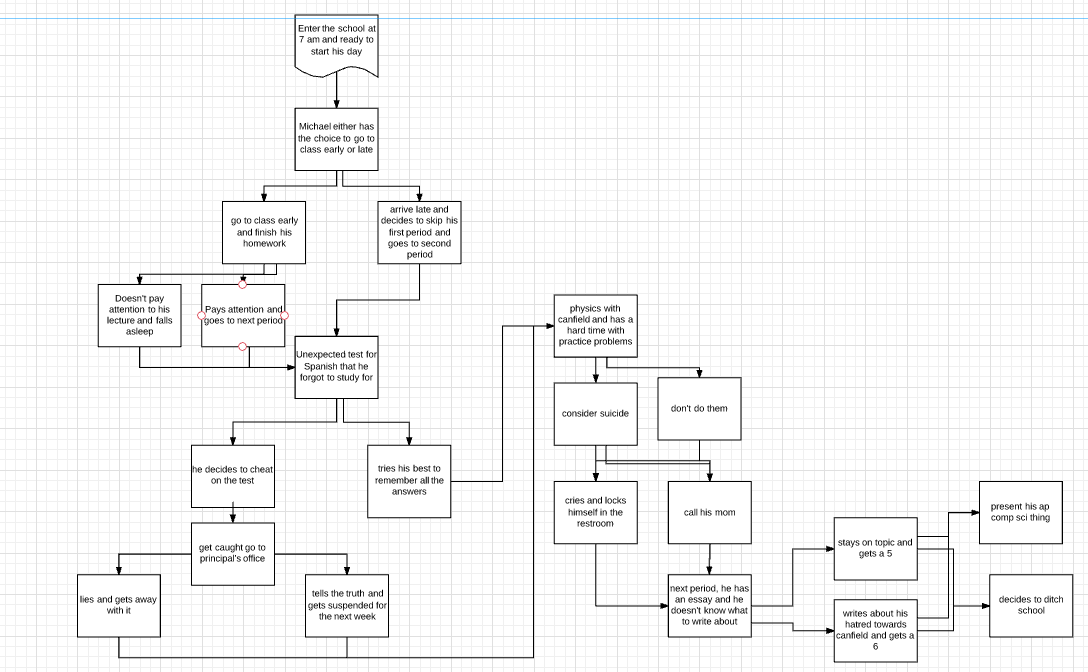 Enter the school at
7 am and ready to
start his day
Michael either has
the choice to go to
class early or late
go to class early
and finish his
homework
arrive late and
decides to skip his
first period and
goes to second
period
Doesn't pay
attention to his
lecture and falls
asleep
Pays attention and
goes to next period
Unexpected test for
Spanish that he
forgot to study for
he decides to cheat
on the test
tries his best to
remember all the
answers
get caught go to
principal's office
lies and gets away
with it
tells the truth and
gets suspended for
the next week
physics with
canfield and has a
hard time with
practice problems
consider suicide
don't do them
cries and locks
himself in the
restroom
call his mom
next period, he has
an essay and he
doesn't know what
to write about
stays on topic and
gets a 5
writes about his
hatred towards
canfield and gets a
6
present his ap
comp sci thing
decides to ditch
school